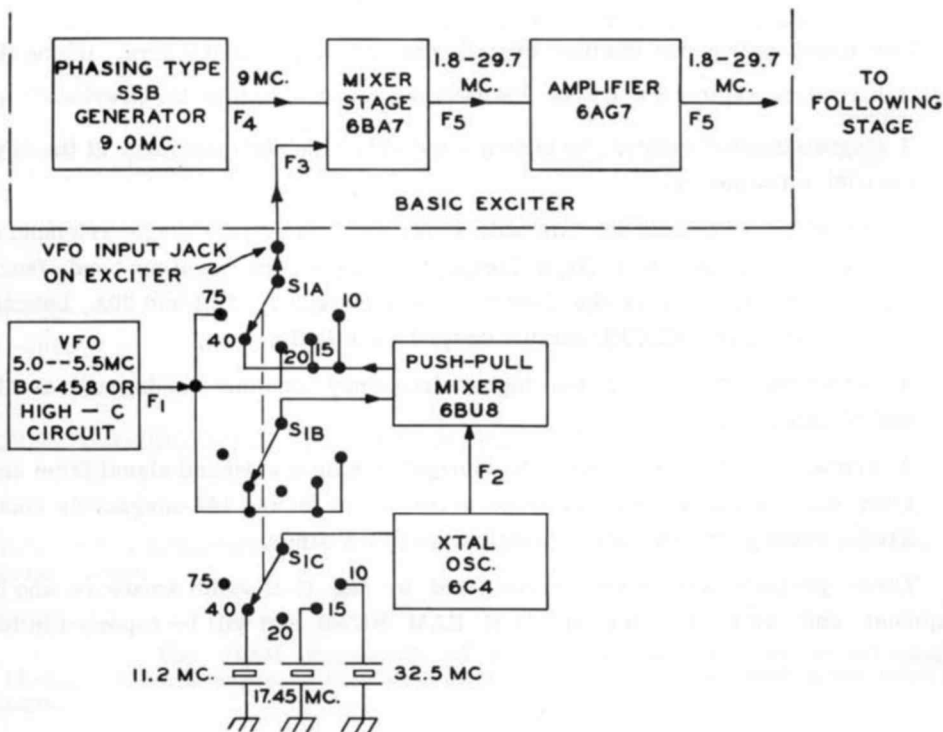 PHASING TYPE
SSB
GENERATOR
9.0MC.
9 MC.
F4
MIXER
STAGE
6BA7
1.8-29.7
MC.
F5
AMPLIFIER
6AG7
1.8-29.7
MC.
F5
TO
FOLLOWING
STAGE
F3
BASIC EXCITER
VFO INPUT JACK
ON EXCITER
S1A
75
40
20
15
10
VFO
5.0--5.5MC
BC-458 OR
HIGH - C
CIRCUIT
F1
PUSH-PULL
MIXER
6BU8
S1B
F2
S1C
XTAL
OSC.
6C4
75
40
20
15
10
11.2 MC.
17.45 MC.
32.5 MC